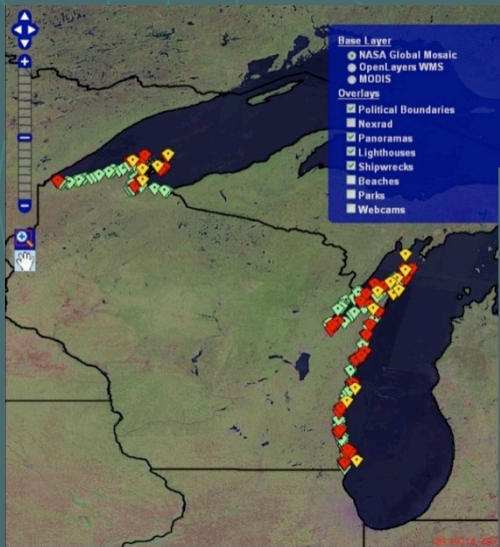 Base Layer
NASA Global Mosaic
OpenLayers WMS
MODIS
Overlays
Political Boundaries
Nexrad
Panoramas
Lighthouses
Shipwrecks
Beaches
Parks
Webcams